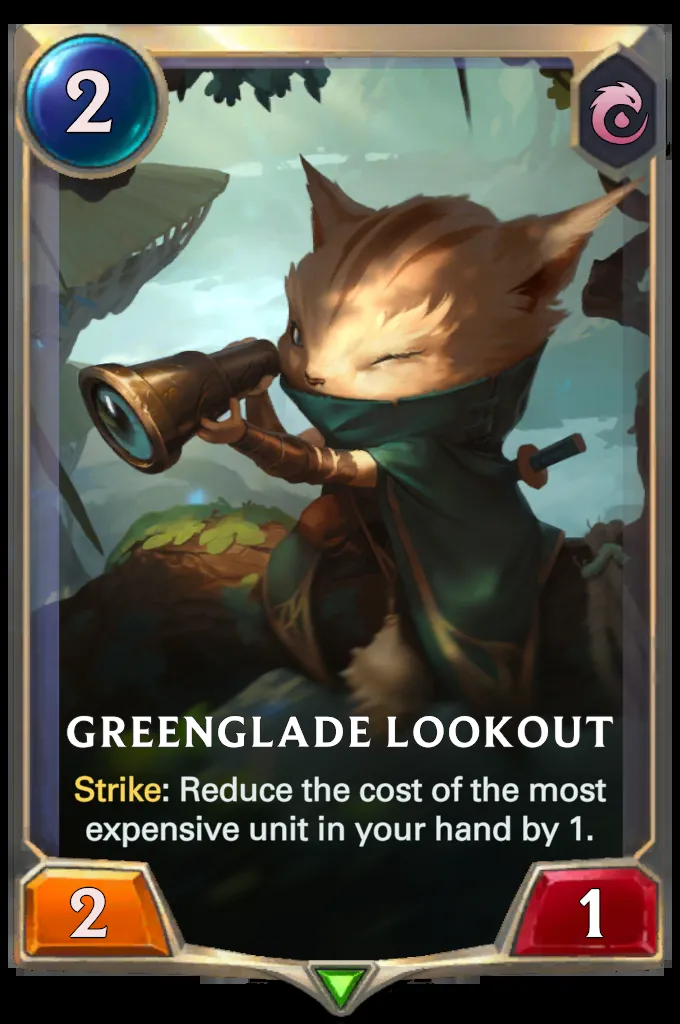 2
GREENGLADE LOOKOUT
Strike: Reduce the cost of the most
expensive unit in your hand by 1.
2
1